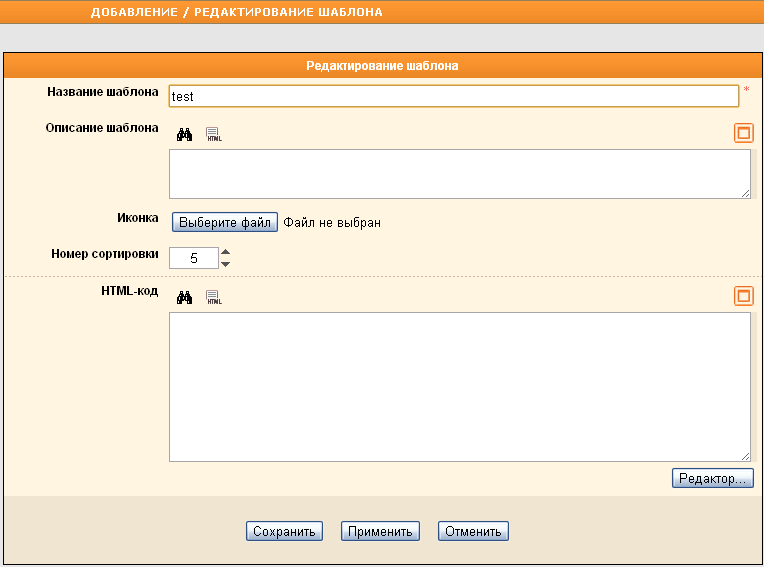 ДОБАВЛЕНИЕ / РЕДАКТИРОВАНИЕ ШАБЛОНА
Редактирование шаблона
Название шаблона test *
Описание шаблона HTML
Иконка Выберите файл Файл не выбран
Номер сортировки 5
HTML-код HTML
Редактор...
Сохранить Применить Отменить